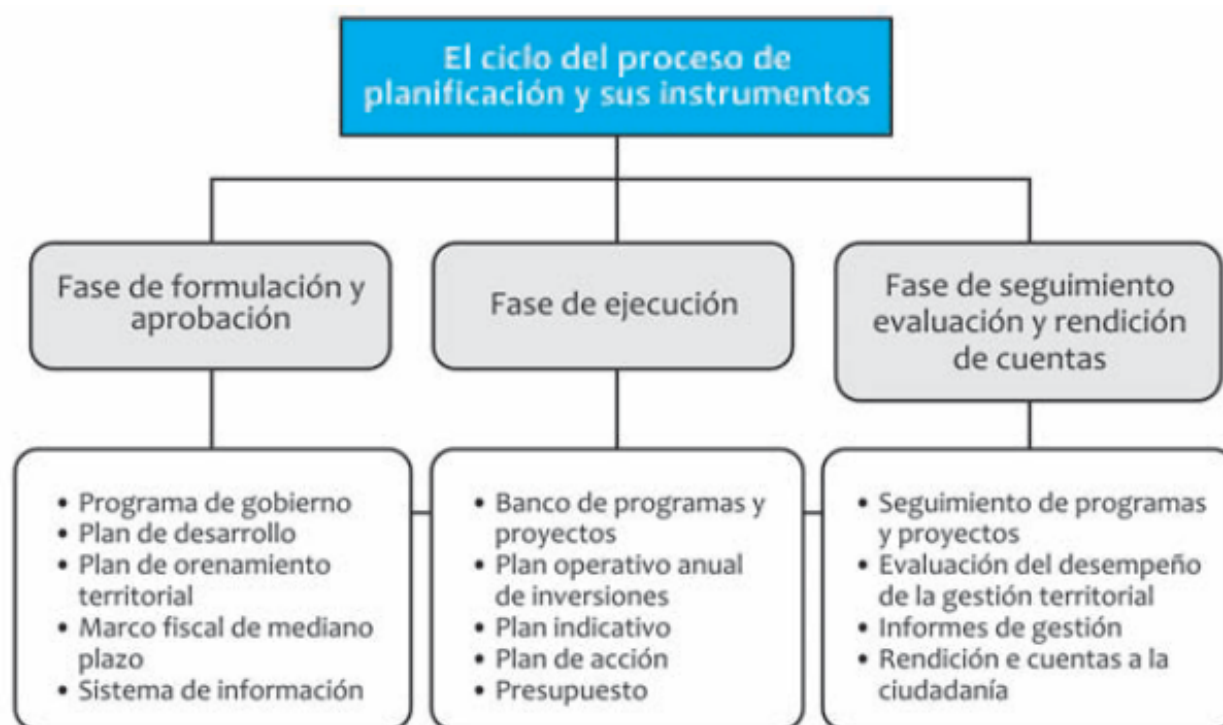 El ciclo del proceso de
planificación y sus instrumentos
Fase de formulación y
aprobación
Fase de ejecución
Fase de seguimiento
evaluación y rendición
de cuentas
• Programa de gobierno
• Plan de desarrollo
• Plan de orenamiento
territorial
• Marco fiscal de mediano
plazo
• Sistema de información
• Banco de programas y
proyectos
• Plan operativo anual
de inversiones
• Plan indicativo
• Plan de acción
• Presupuesto
• Seguimiento de programas
y proyectos
• Evaluación del desempeño
de la gestión territorial
• Informes de gestión
• Rendición e cuentas a la
ciudadanía